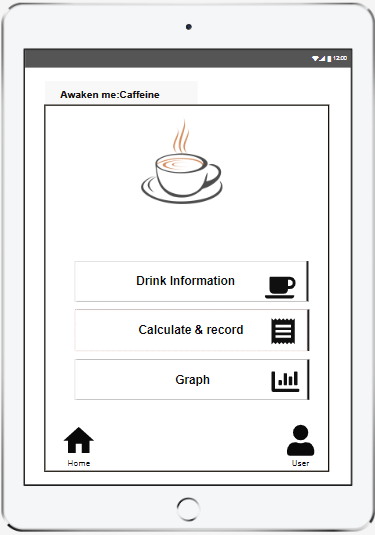 12:00
Awaken me:Caffeine
Drink Information
Calculate & record
Graph
Home
User